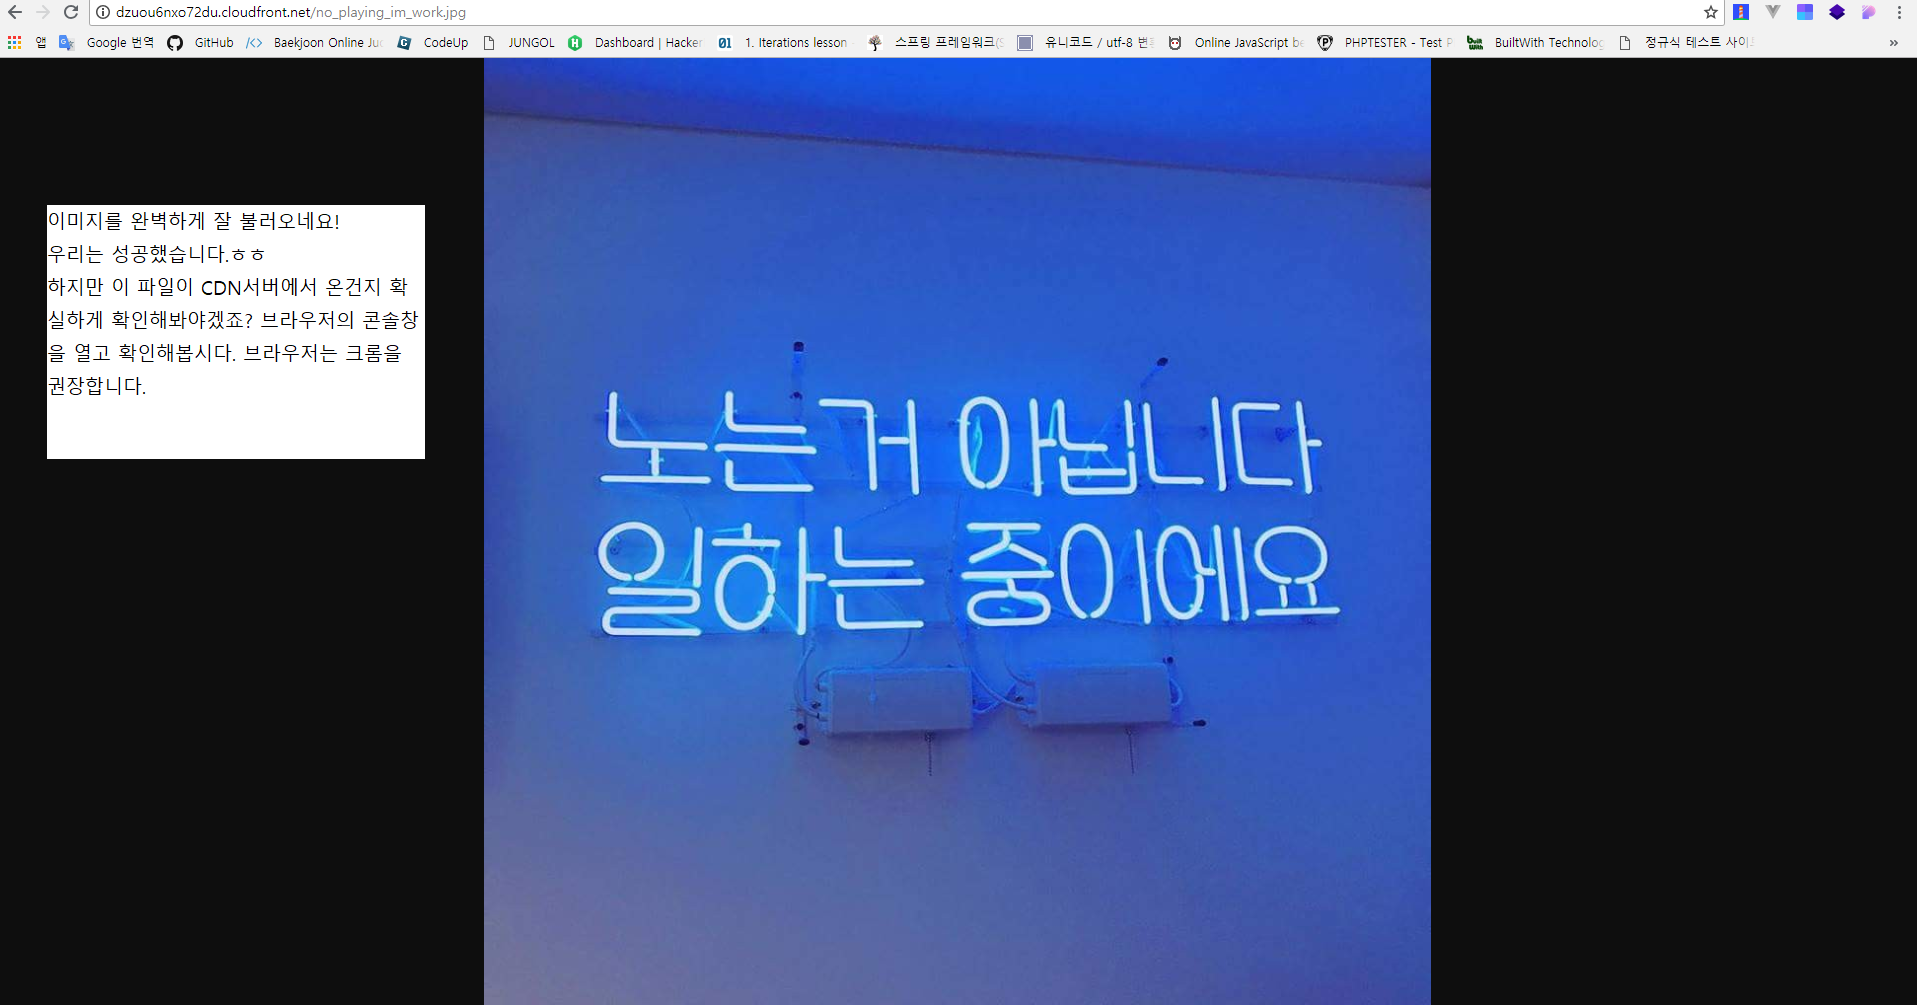 dzuou6nxo72du.cloudfront.net/no_playing_im_work.jpg
앱 Google 번역 GitHub </> Baekjoon Online Ju CodeUp JUNGOL Dashboard | Hacker 1. Iterations lesson 스프링 프레임워크(S 유니코드 / utf-8 변 Online JavaScript be PHPTESTER - Test P BuiltWith Technolo 정규식 테스트 사이 »
이미지를 완벽하게 잘 불러오네요!
우리는 성공했습니다.ㅎㅎ
하지만 이 파일이 CDN서버에서 온건지 확
실하게 확인해봐야겠죠? 브라우저의 콘솔창
을 열고 확인해봅시다. 브라우저는 크롬을
권장합니다.
노는거 아닙니다
일하는 중이에요